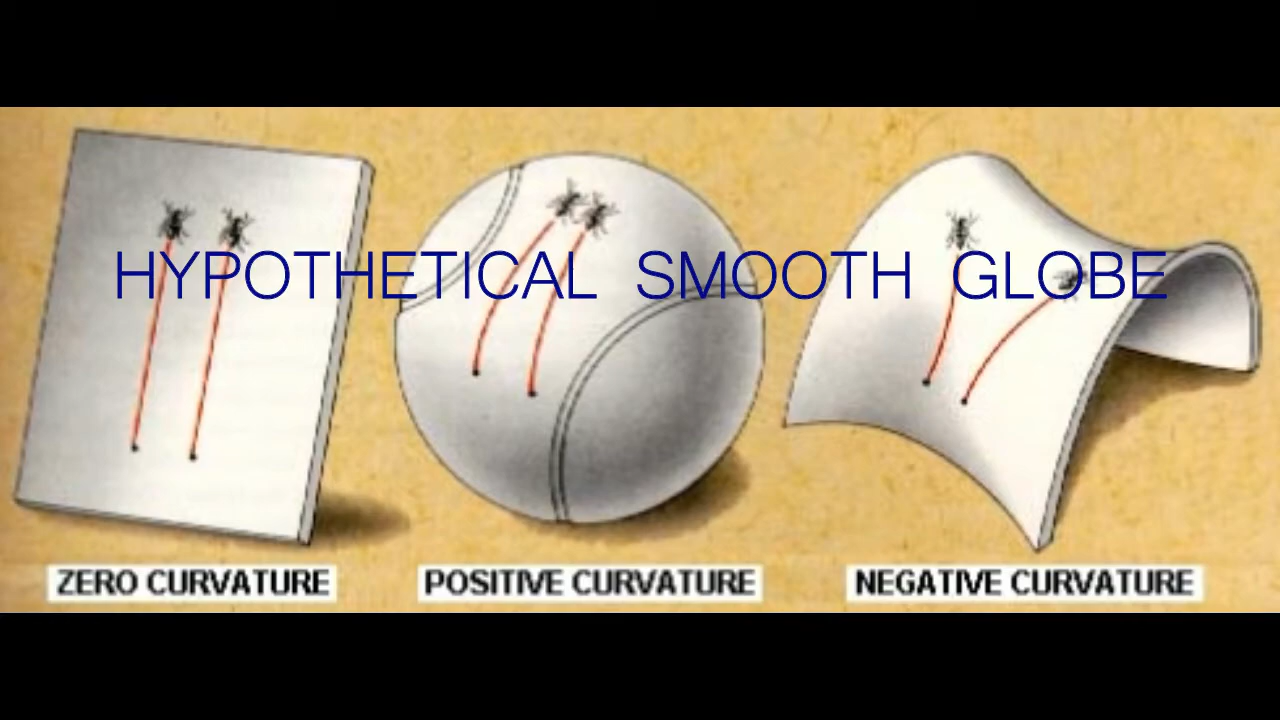 HYPOTHETICAL SMOOTH GLOBE
ZERO CURVATURE
POSITIVE CURVATURE
NEGATIVE CURVATURE